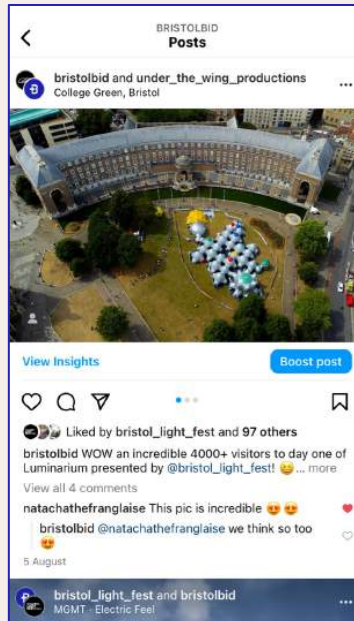 BRISTOLBID
Posts
bristolbid and under_the_wing_productions
College Green, Bristol
View Insights
Boost post
Liked by bristol_light_fest and 97 others
bristolbid WOW an incredible 4000+ visitors to day one of
Luminarium presented by @bristol_light_fest! 😄... more
View all 4 comments
natachathefranglaise This pic is incredible 😍 😍
bristolbid @natachathefranglaise we think so too
😍
5 August
bristol_light_fest and bristolbid
MGMT · Electric Feel